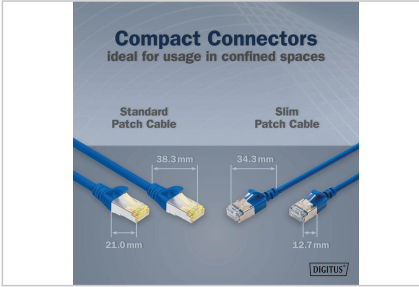 Compact Connectors
ideal for usage in confined spaces
Standard
Patch Cable
Slim
Patch Cable
38.3 mm
34.3 mm
21.0 mm
12.7 mm
DIGITUS®